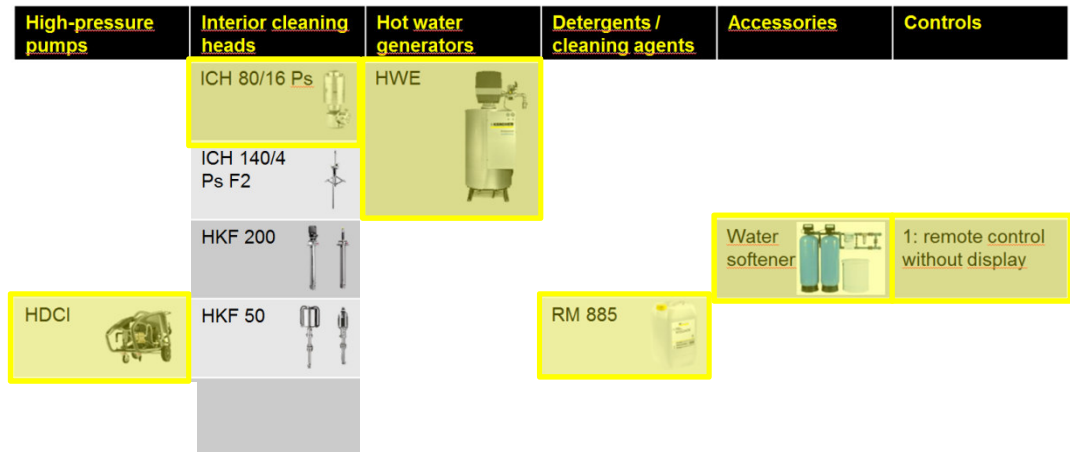 High-pressure
pumps
Interior cleaning
heads
Hot water
generators
Detergents /
cleaning agents
Accessories
Controls
ICH 80/16 Ps
HWE
ICH 140/4
Ps F2
HKF 200
Water
softener
1: remote control
without display
HDCI
HKF 50
RM 885